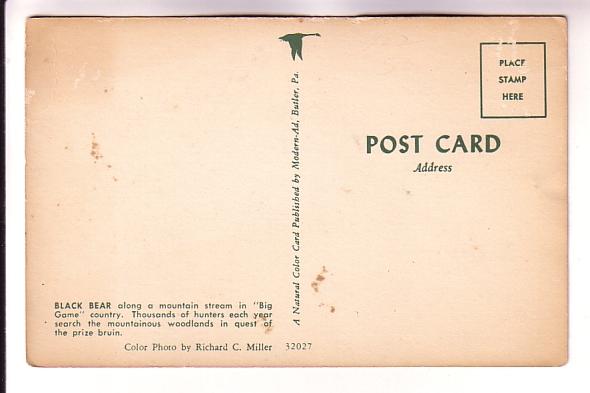 BLACK BEAR along a mountain stream in "Big
Game" country. Thousands of hunters each year
search the mountainous woodlands in quest of
the prize bruin.
Color Photo by Richard C. Miller 32027
A Natural Color Card Published by Modern-Ad, Butler, Pa.
PLACE
STAMP
HERE
POST CARD
Address